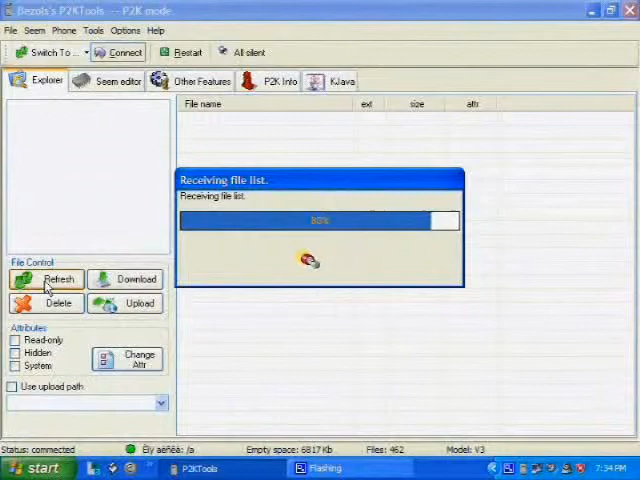 Bezols's P2KTools -- P2K mode.
File Seem Phone Tools Options Help
Switch To ... Connect Restart All silent
Explorer Seem editor Other Features P2K Info KJava
File name ext size attr
Receiving file list.
Receiving file list.
File Control
Refresh Download
Delete Upload
Attributes
Read-only
Hidden
System
Change Attr
Use upload path
Status: connected Empty space: 6817Kb Files: 462 Model: V3
start P2KTools Flashing 7:34 PM